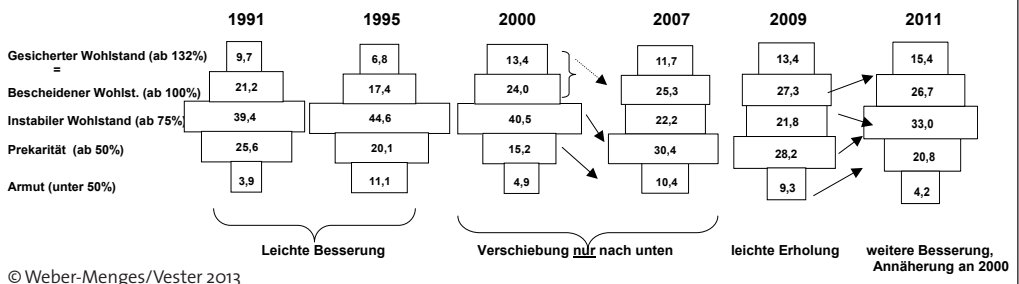 1991 1995 2000 2007 2009 2011
Gesicherter Wohlstand (ab 132%) 9,7 6,8 13,4 11,7 13,4 15,4
=
Bescheidener Wohlst. (ab 100%) 21,2 17,4 24,0 25,3 27,3 26,7
Instabiler Wohlstand (ab 75%) 39,4 44,6 40,5 22,2 21,8 33,0
Prekarität (ab 50%) 25,6 20,1 15,2 30,4 28,2 20,8
Armut (unter 50%) 3,9 11,1 4,9 10,4 9,3 4,2
Leichte Besserung Verschiebung nur nach unten leichte Erholung weitere Besserung,
Annäherung an 2000
© Weber-Menges/Vester 2013